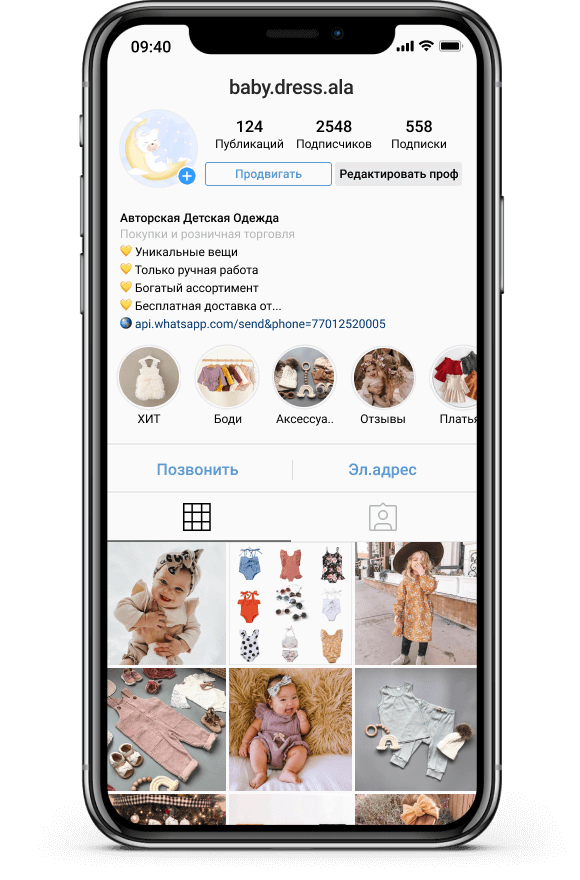 09:40
baby.dress.ala
124 2548 558
Публикаций Подписчиков Подписки
Продвигать Редактировать проф
Авторская Детская Одежда
Покупки и розничная торговля
💛 Уникальные вещи
💛 Только ручная работа
💛 Богатый ассортимент
💛 Бесплатная доставка от...
🌏 api.whatsapp.com/send&phone=77012520005
ХИТ Боди Аксессуа.. Отзывы Платья
Позвонить Эл.адрес